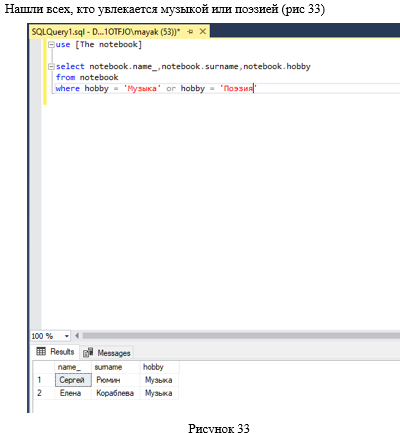 Нашли всех, кто увлекается музыкой или поэзией (рис 33)
SQLQuery1.sql - D...1OTFJO\mayak (53))*
use [The notebook]
select notebook.name_,notebook.surname,notebook.hobby
from notebook
where hobby = 'Музыка' or hobby = 'Поэзия'
100 %
Results Messages
name_ surname hobby
1 Сергей Рюмин Музыка
2 Елена Кораблева Музыка
Рисунок 33